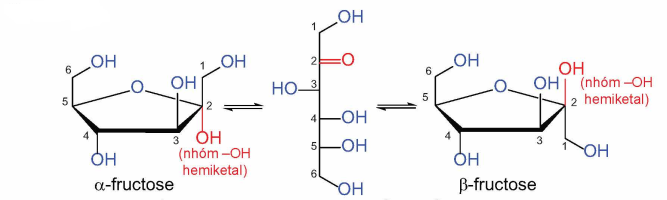 6
OH
5
O
1
OH
OH
2
4
OH
3
OH
(nhóm –OH
hemiketal)
α-fructose
1
OH
2
O
HO
3
4
OH
5
OH
6
OH
6
OH
5
O
OH
OH
(nhóm –OH
hemiketal)
2
4
OH
3
1
OH
β-fructose